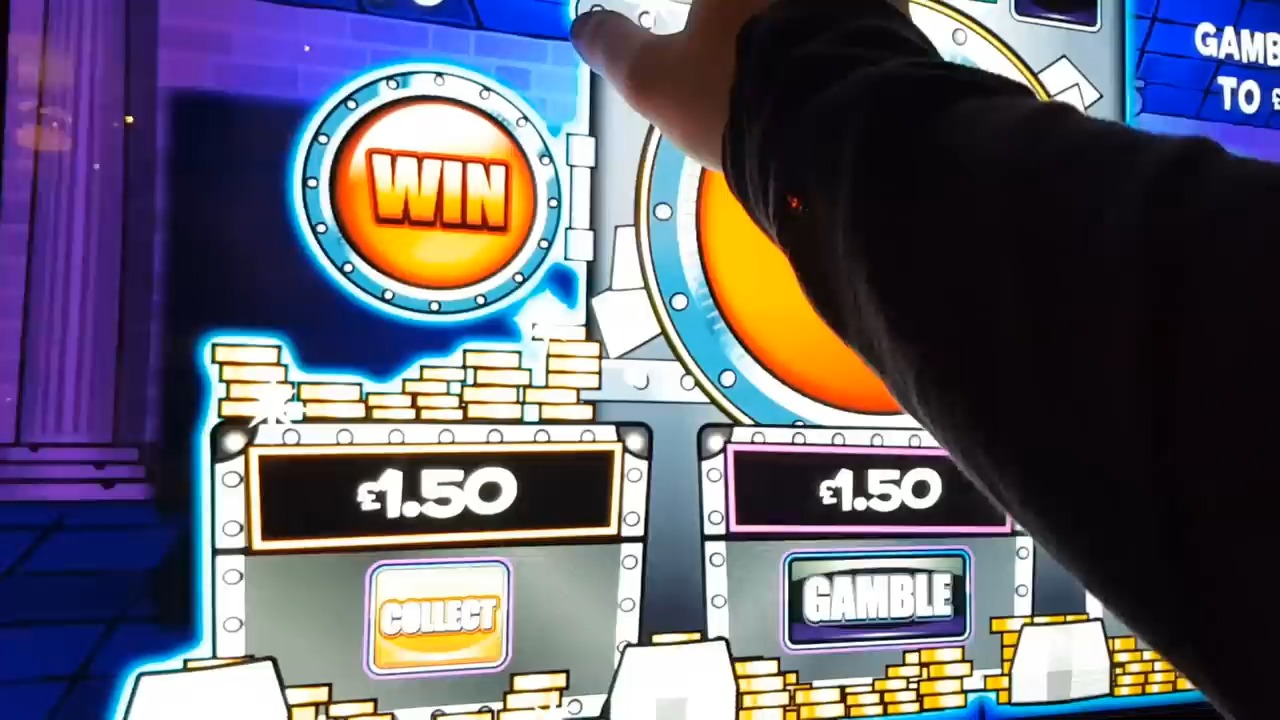 GAMB
TO £
WIN
£1.50
£1.50
COLLECT
GAMBLE